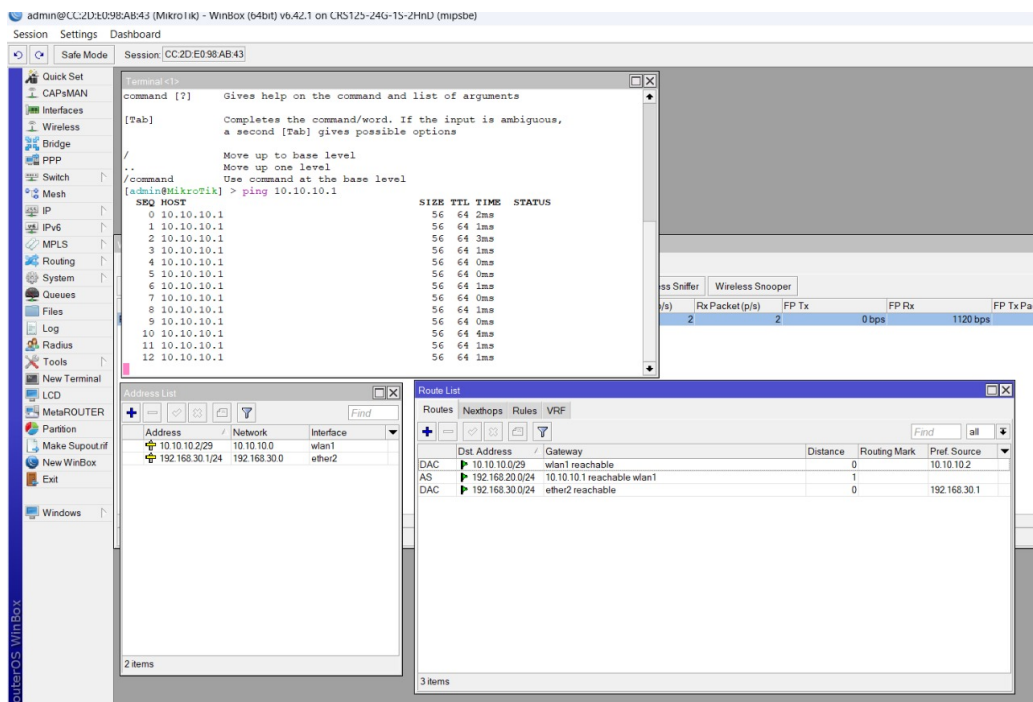 admin@CC:2D:E0:98:AB:43 (MikroTik) - WinBox (64bit) v6.42.1 on CRS125-24G-1S-2HnD (mipsbe)
Session Settings Dashboard
Safe Mode Session: CC:2D:E0:98:AB:43
Quick Set
CAPsMAN
Interfaces
Wireless
Bridge
PPP
Switch
Mesh
IP
IPv6
MPLS
Routing
System
Queues
Files
Log
Radius
Tools
New Terminal
LCD
MetaROUTER
Partition
Make Supout.rif
New WinBox
Exit
Windows
RouterOS WinBox
Terminal <1>
command [?] Gives help on the command and list of arguments
[Tab] Completes the command/word. If the input is ambiguous,
a second [Tab] gives possible options
/ Move up to base level
.. Move up one level
/command Use command at the base level
[admin@MikroTik] > ping 10.10.10.1
SEQ HOST SIZE TTL TIME STATUS
0 10.10.10.1 56 64 2ms
1 10.10.10.1 56 64 1ms
2 10.10.10.1 56 64 3ms
3 10.10.10.1 56 64 1ms
4 10.10.10.1 56 64 0ms
5 10.10.10.1 56 64 0ms
6 10.10.10.1 56 64 1ms
7 10.10.10.1 56 64 0ms
8 10.10.10.1 56 64 1ms
9 10.10.10.1 56 64 0ms
10 10.10.10.1 56 64 4ms
11 10.10.10.1 56 64 1ms
12 10.10.10.1 56 64 1ms
Sniffer Wireless Snooper
Rx Packet (p/s) FP Tx FP Rx FP Tx
2 2 0 bps 1120 bps
Address List
Find
Address Network Interface
10.10.10.2/29 10.10.10.0 wlan1
192.168.30.1/24 192.168.30.0 ether2
2 items
Route List
Routes Nexthops Rules VRF
Find all
Dst. Address Gateway Distance Routing Mark Pref. Source
DAC 10.10.10.0/29 wlan1 reachable 0 10.10.10.2
AS 192.168.20.0/24 10.10.10.1 reachable wlan1 1
DAC 192.168.30.0/24 ether2 reachable 0 192.168.30.1
3 items